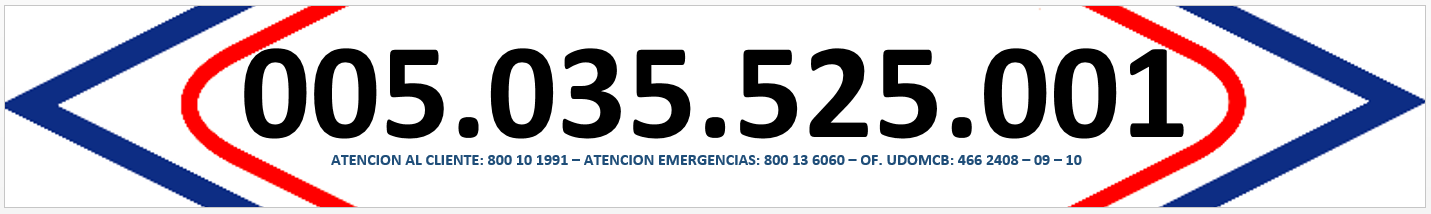 005.035.525.001
ATENCION AL CLIENTE: 800 10 1991 – ATENCION EMERGENCIAS: 800 13 6060 – OF. UDOMCB: 466 2408 – 09 – 10